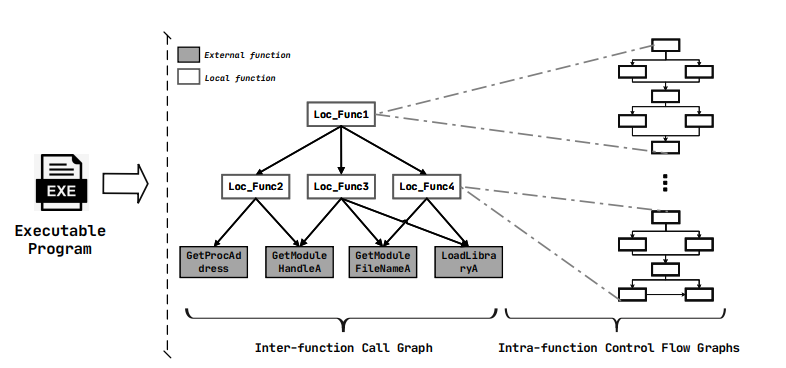 External function
Local function
Loc_Func1
EXE
Executable
Program
Loc_Func2
Loc_Func3
Loc_Func4
GetProcAd
dress
GetModule
HandleA
GetModule
FileNameA
LoadLibra
ryA
Inter-function Call Graph
Intra-function Control Flow Graphs